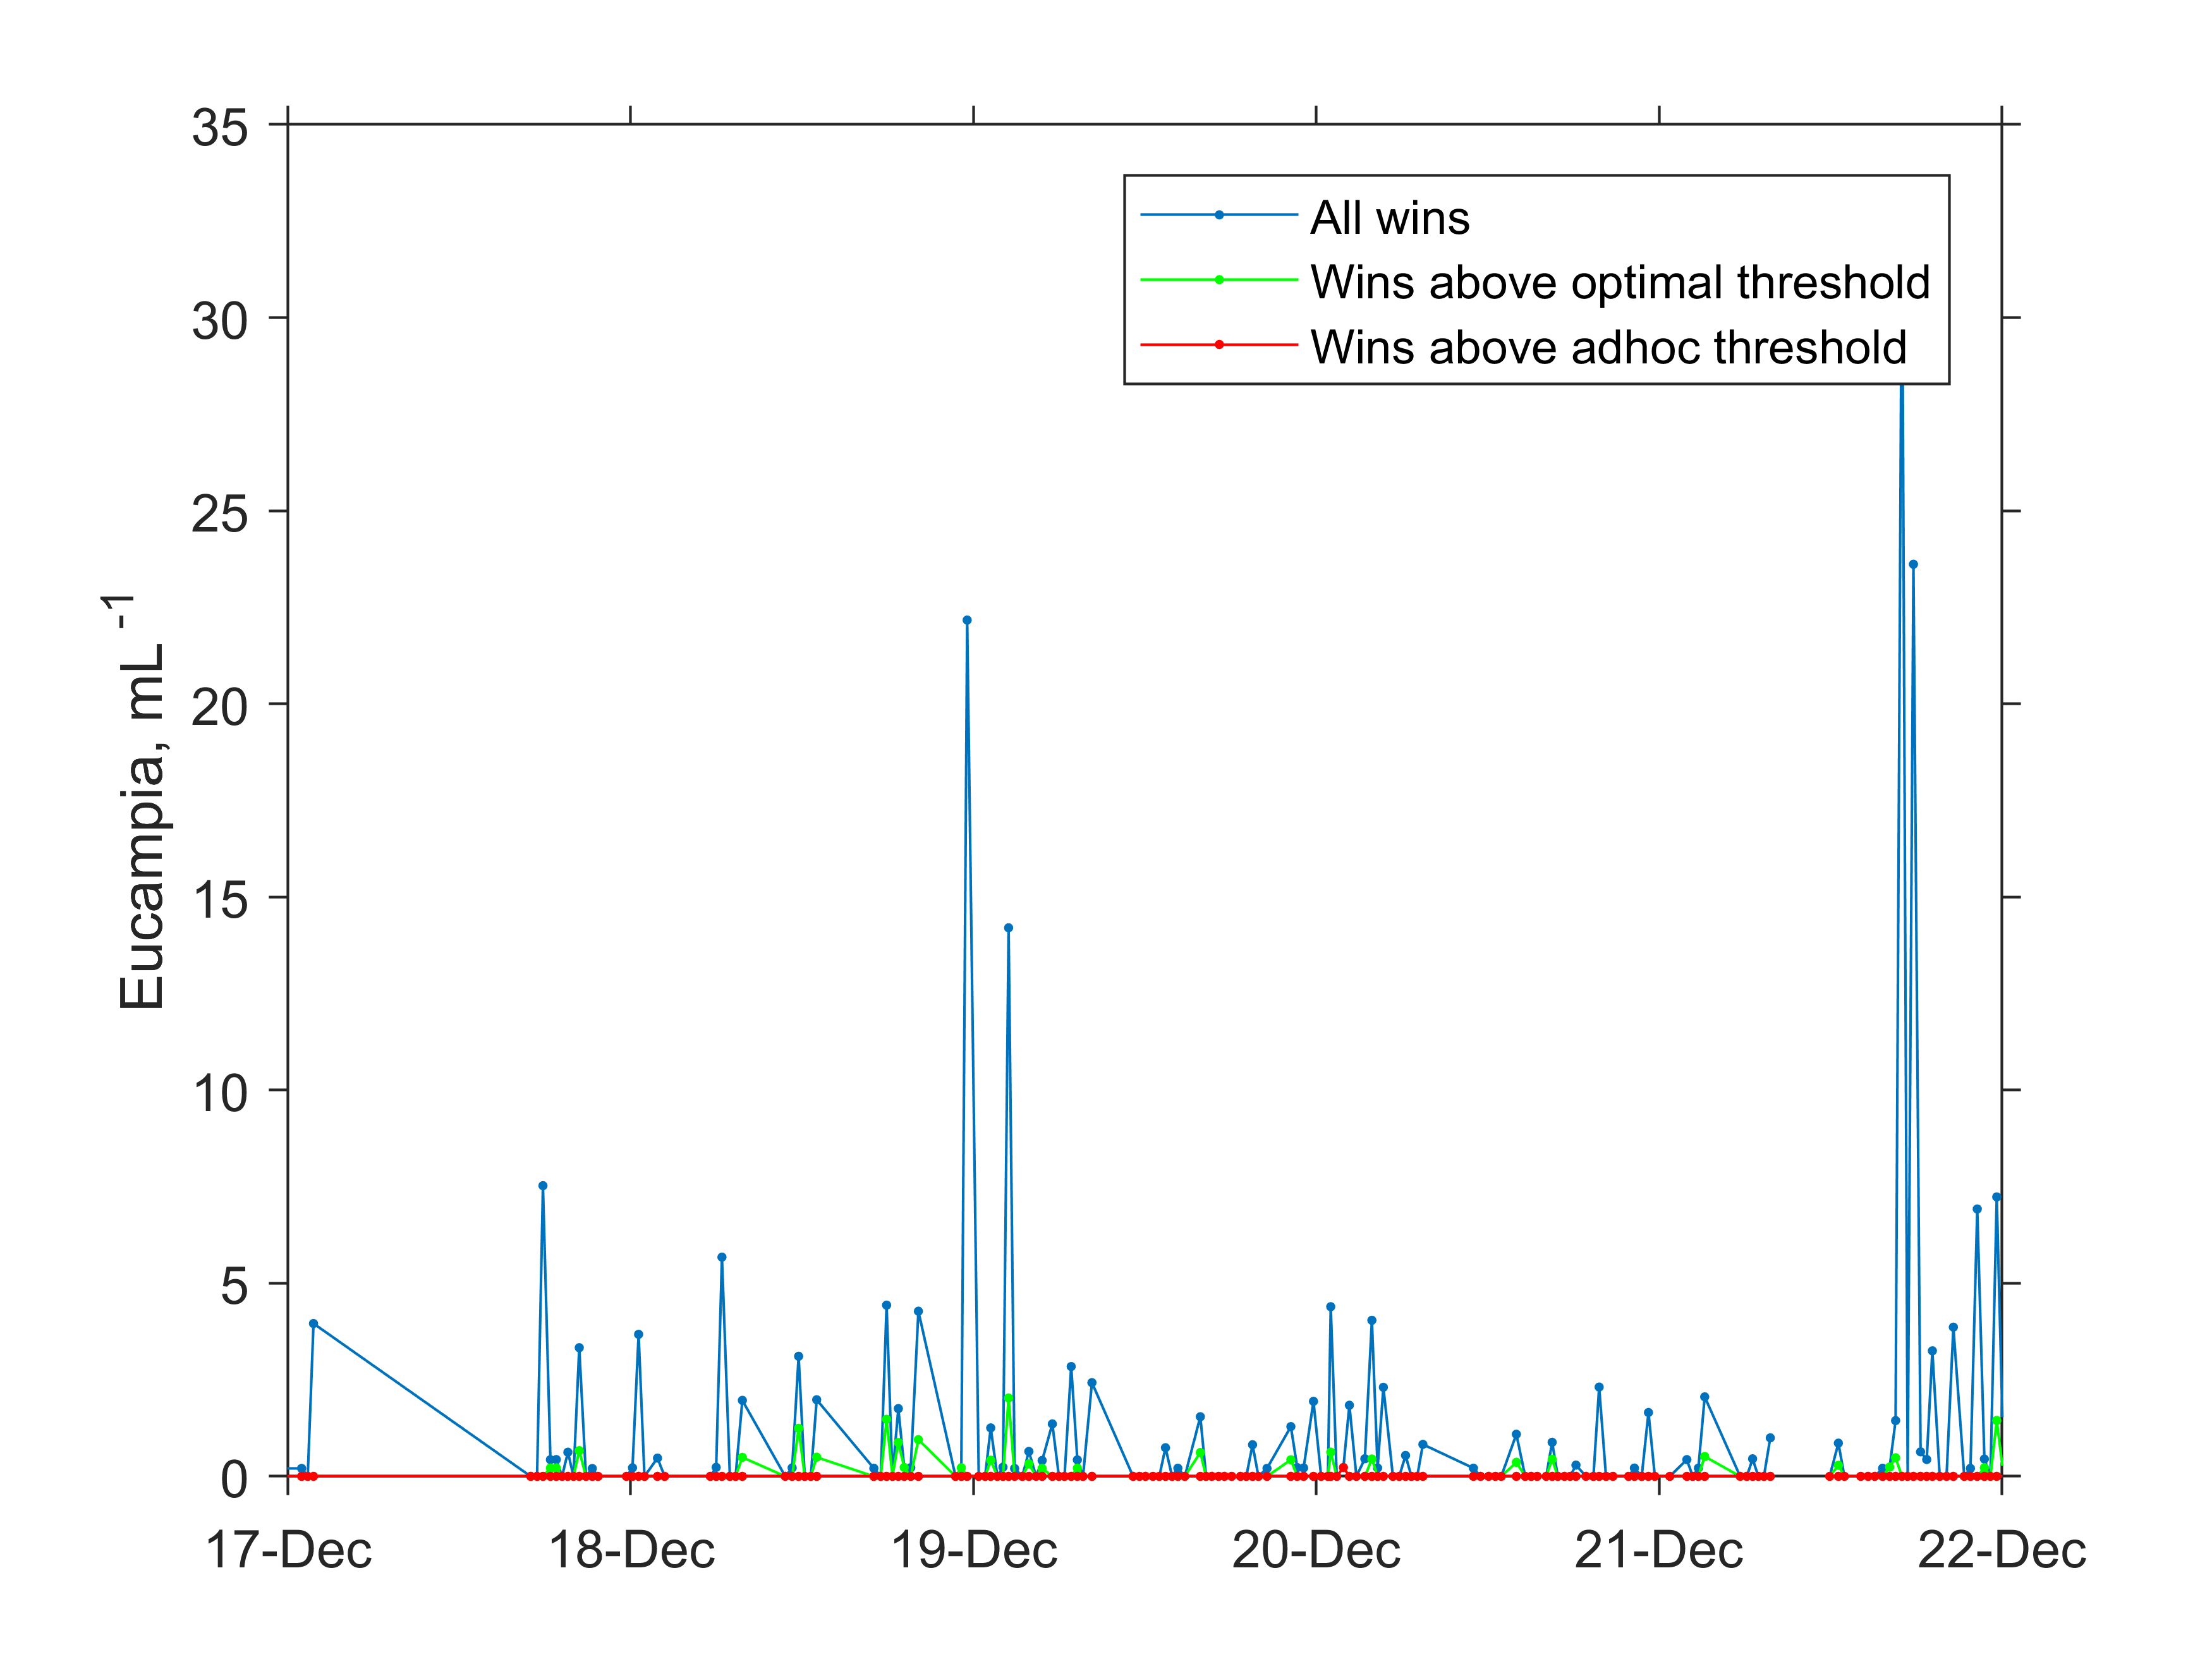 35
30
25
20
15
10
5
0
Eucampia, mL-1
All wins
Wins above optimal threshold
Wins above adhoc threshold
17-Dec
18-Dec
19-Dec
20-Dec
21-Dec
22-Dec